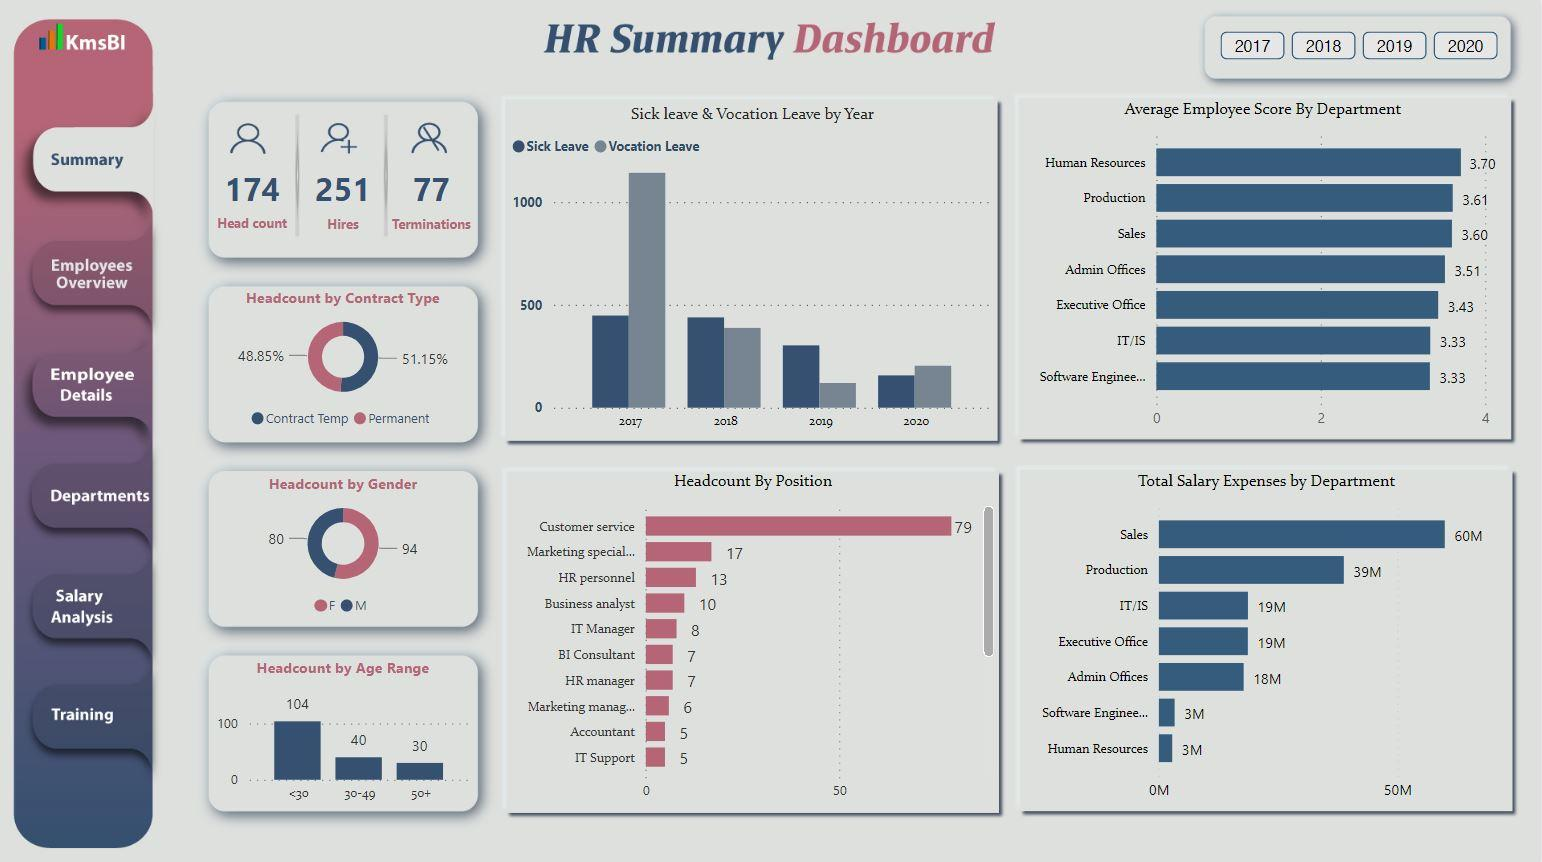 KmsBI
HR Summary Dashboard
2017 2018 2019 2020
Summary
Employees
Overview
Employee
Details
Departments
Salary
Analysis
Training
174 251 77
Head count Hires Terminations
Headcount by Contract Type
48.85% 51.15%
Contract Temp Permanent
Headcount by Gender
80 94
F M
Headcount by Age Range
104
100
40
30
0
<30 30-49 50+
Sick leave & Vocation Leave by Year
Sick Leave Vocation Leave
1000
500
0
2017 2018 2019 2020
Average Employee Score By Department
Human Resources 3.70
Production 3.61
Sales 3.60
Admin Offices 3.51
Executive Office 3.43
IT/IS 3.33
Software Enginee... 3.33
0 2 4
Headcount By Position
Customer service 79
Marketing special... 17
HR personnel 13
Business analyst 10
IT Manager 8
BI Consultant 7
HR manager 7
Marketing manag... 6
Accountant 5
IT Support 5
0 50
Total Salary Expenses by Department
Sales 60M
Production 39M
IT/IS 19M
Executive Office 19M
Admin Offices 18M
Software Enginee... 3M
Human Resources 3M
0M 50M